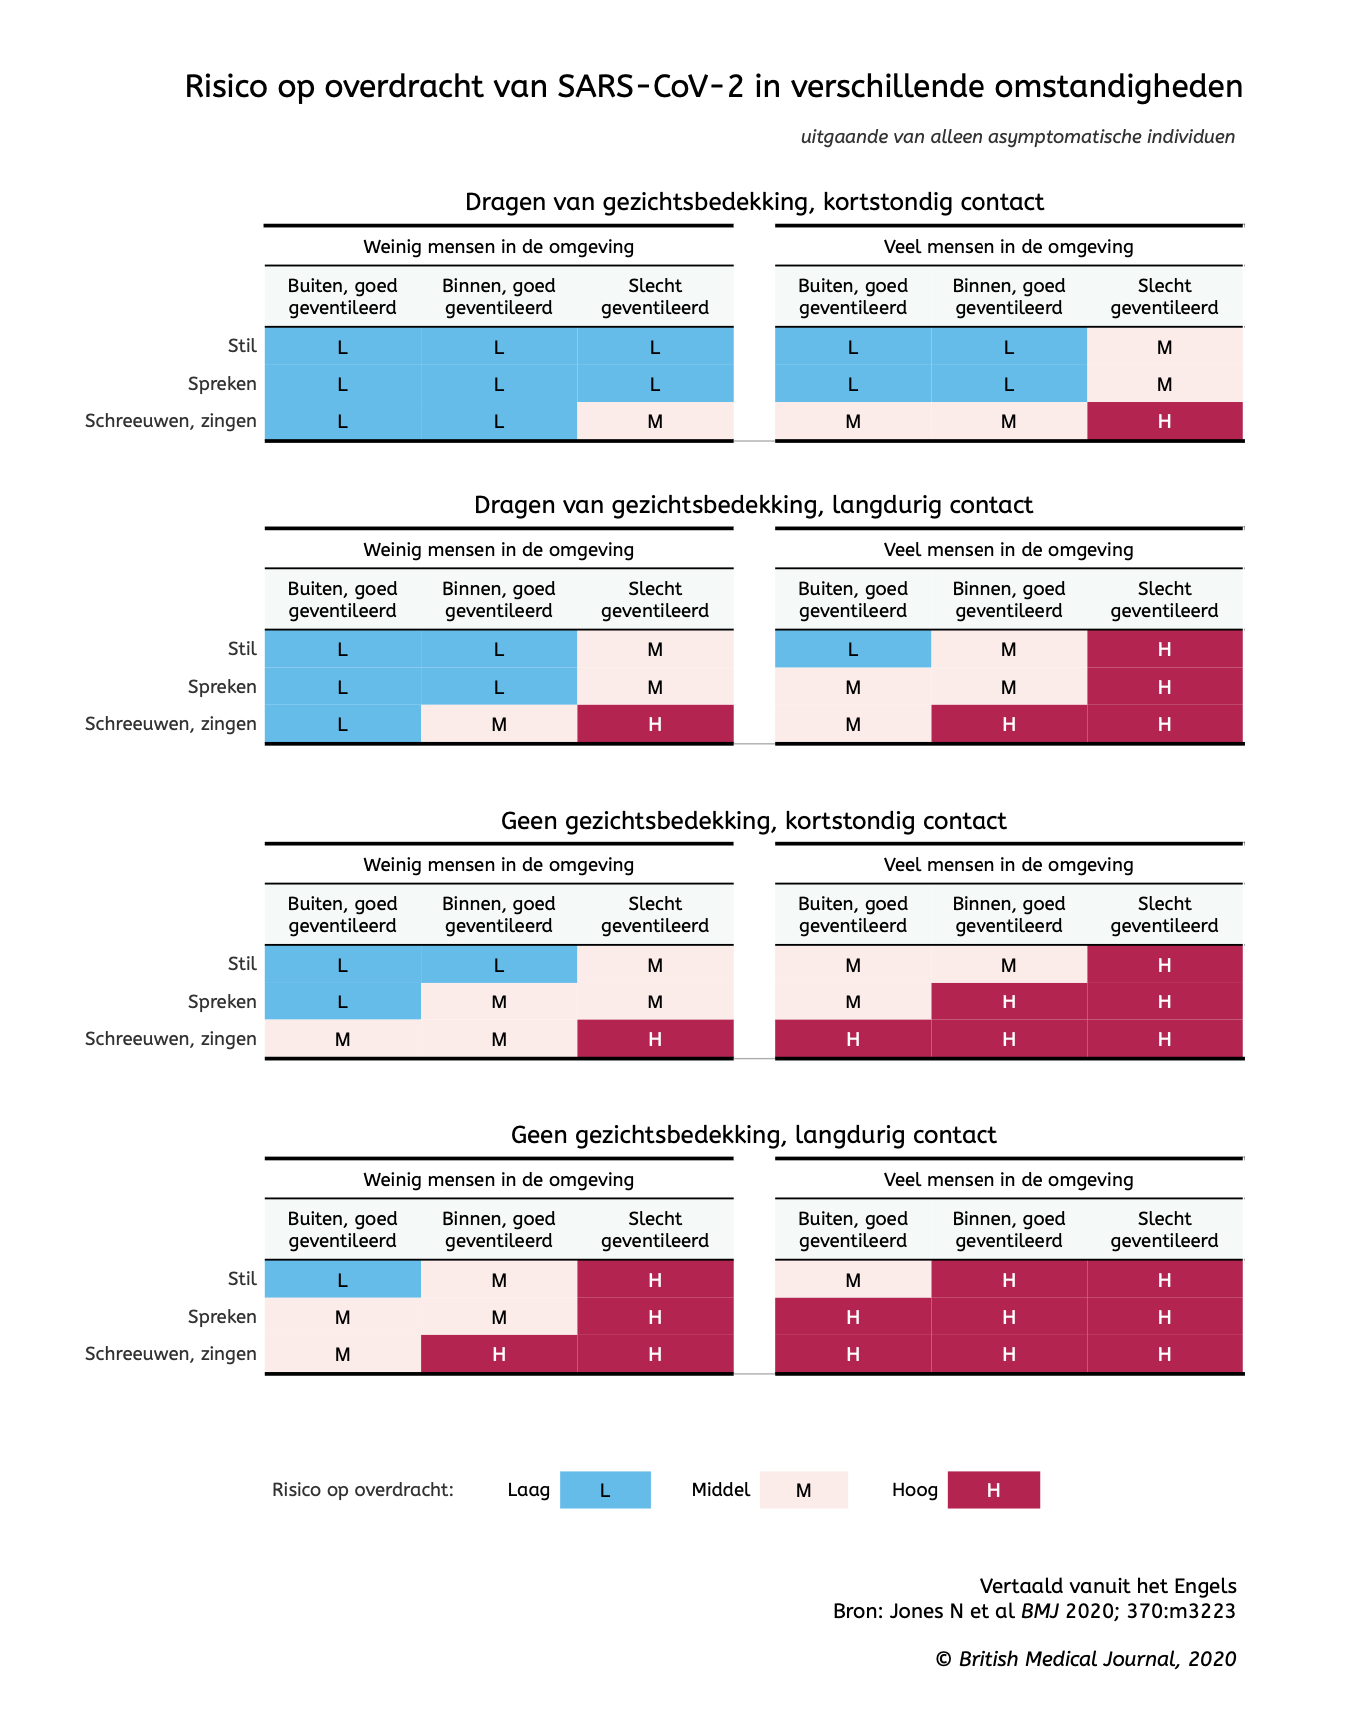 Risico op overdracht van SARS-CoV-2 in verschillende omstandigheden
uitgaande van alleen asymptomatische individuen
Dragen van gezichtsbedekking, kortstondig contact
Weinig mensen in de omgeving Veel mensen in de omgeving
Buiten, goed Binnen, goed Slecht Buiten, goed Binnen, goed Slecht
geventileerd geventileerd geventileerd geventileerd geventileerd geventileerd
Stil L L L L L M
Spreken L L L L L M
Schreeuwen, zingen L L M M M H
Dragen van gezichtsbedekking, langdurig contact
Weinig mensen in de omgeving Veel mensen in de omgeving
Buiten, goed Binnen, goed Slecht Buiten, goed Binnen, goed Slecht
geventileerd geventileerd geventileerd geventileerd geventileerd geventileerd
Stil L L M L M H
Spreken L L M M M H
Schreeuwen, zingen L M H M H H
Geen gezichtsbedekking, kortstondig contact
Weinig mensen in de omgeving Veel mensen in de omgeving
Buiten, goed Binnen, goed Slecht Buiten, goed Binnen, goed Slecht
geventileerd geventileerd geventileerd geventileerd geventileerd geventileerd
Stil L L M M M H
Spreken L M M M H H
Schreeuwen, zingen M M H H H H
Geen gezichtsbedekking, langdurig contact
Weinig mensen in de omgeving Veel mensen in de omgeving
Buiten, goed Binnen, goed Slecht Buiten, goed Binnen, goed Slecht
geventileerd geventileerd geventileerd geventileerd geventileerd geventileerd
Stil L M H M H H
Spreken M M H H H H
Schreeuwen, zingen M H H H H H
Risico op overdracht: Laag L Middel M Hoog H
Vertaald vanuit het Engels
Bron: Jones N et al BMJ 2020; 370:m3223
© British Medical Journal, 2020